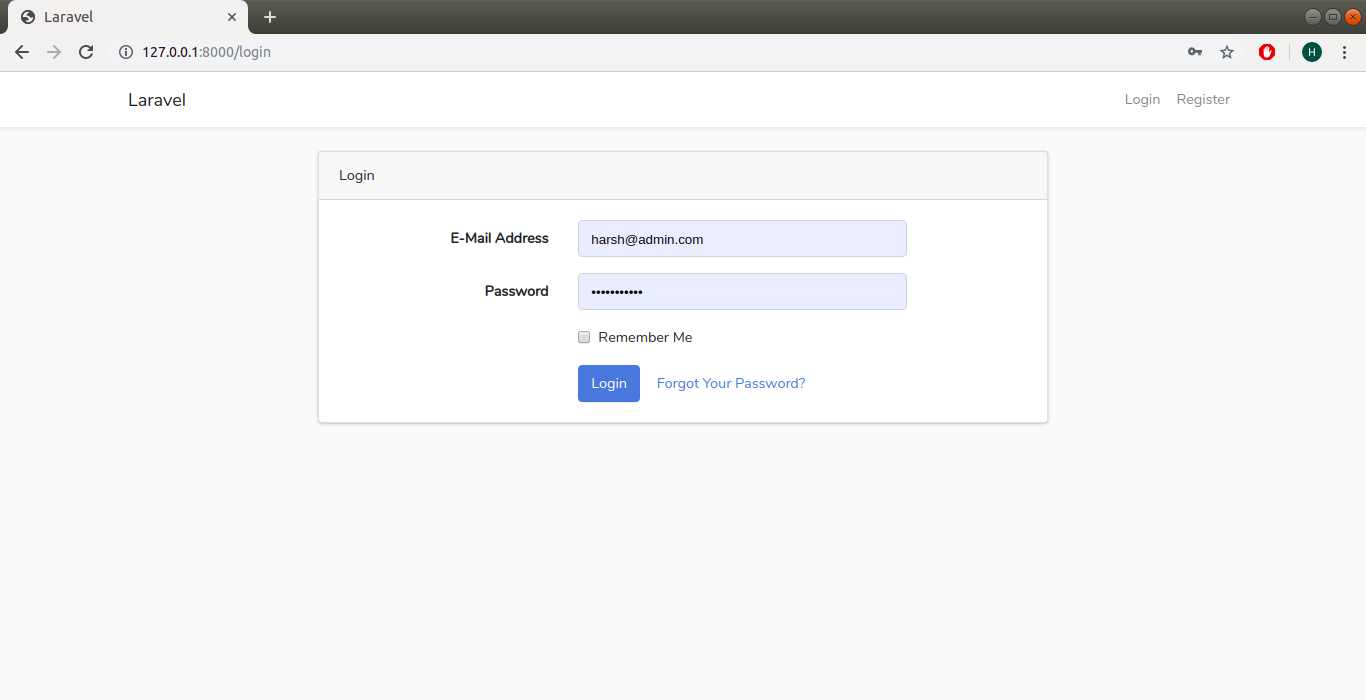 Laravel
127.0.0.1:8000/login
H
Laravel
Login Register
Login
E-Mail Address harsh@admin.com
Password •••••••••••
Remember Me
Login Forgot Your Password?